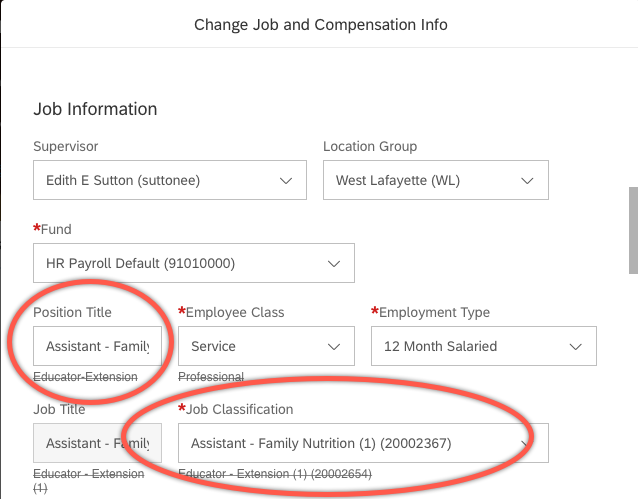 Change Job and Compensation Info
Job Information
Supervisor Location Group
Edith E Sutton (suttonee) West Lafayette (WL)
*Fund
HR Payroll Default (91010000)
Position Title *Employee Class *Employment Type
Assistant - Family Service 12 Month Salaried
Educator-Extension Professional
Job Title *Job Classification
Assistant - Family Assistant - Family Nutrition (1) (20002367)
Educator - Extension Educator - Extension (1) (20002654)
(1)